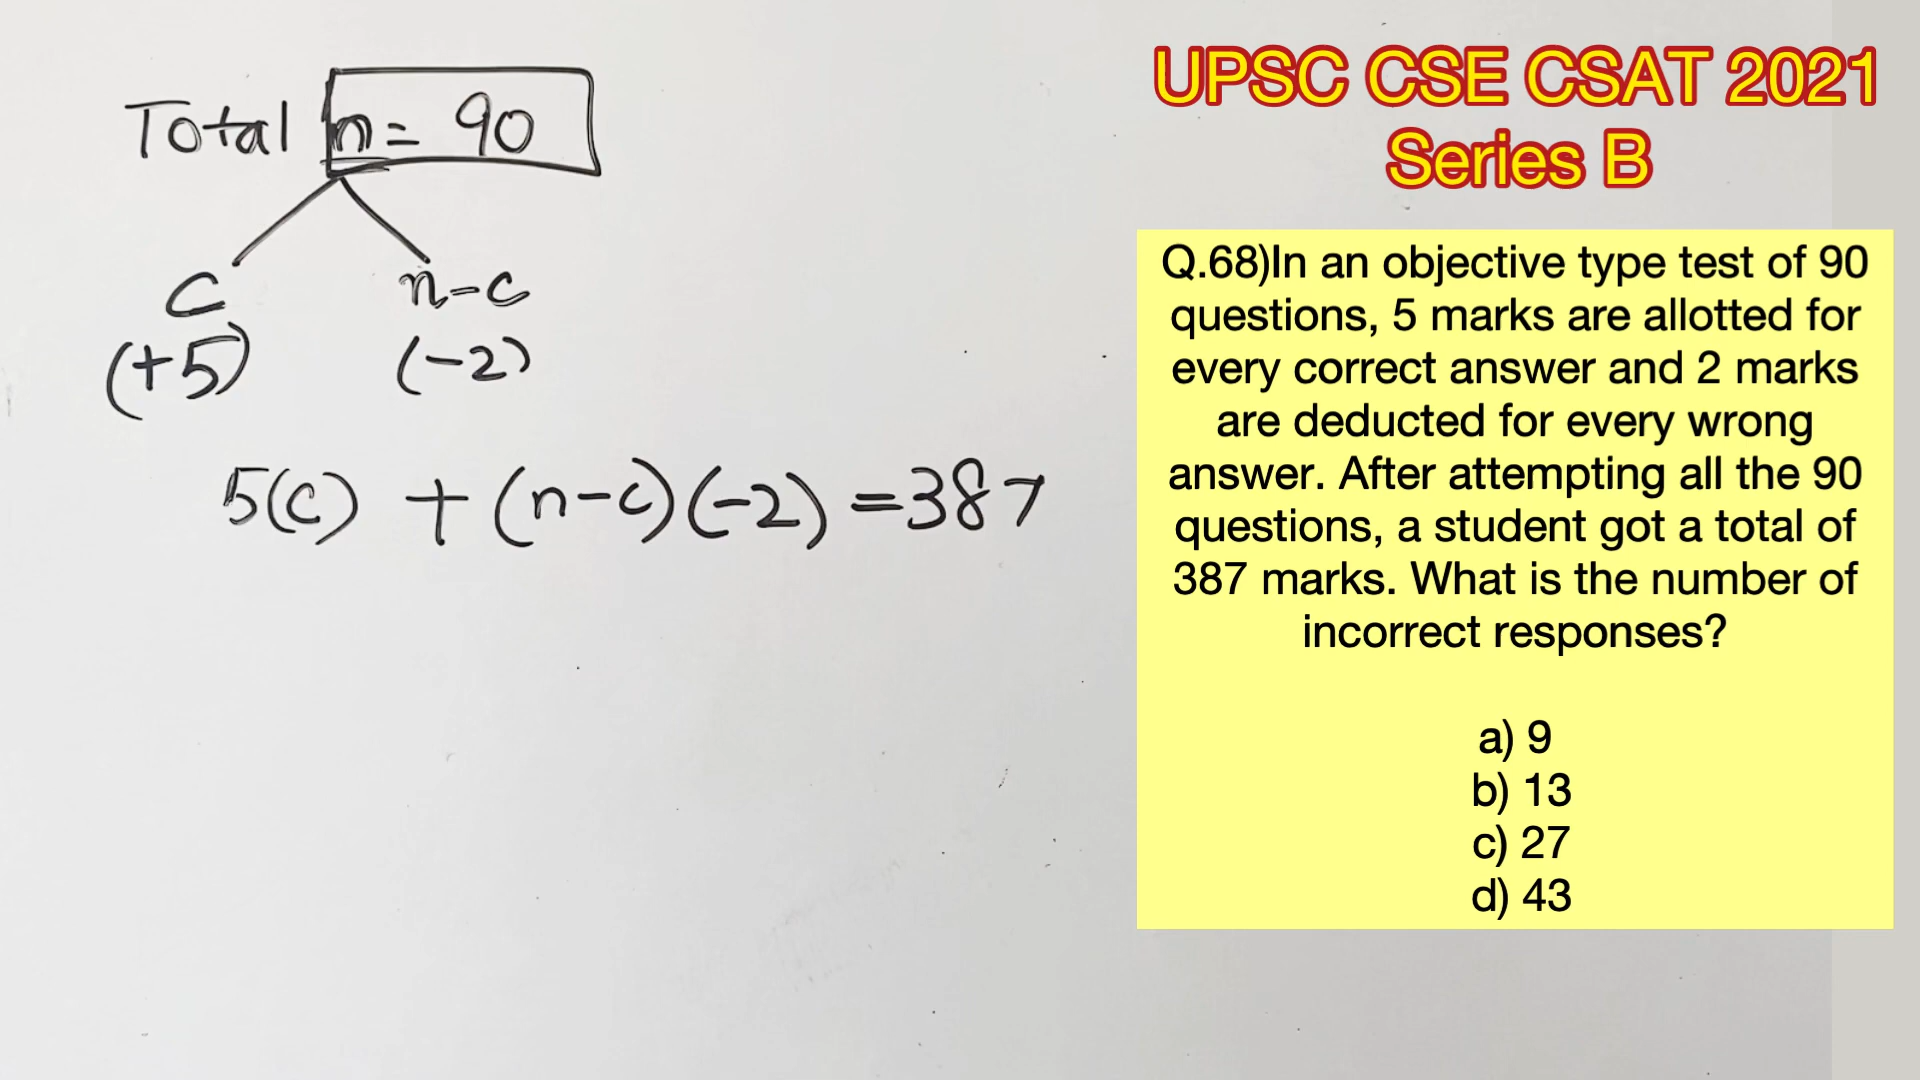 Total n = 90
C n-c
(+5) (-2)
5(c) + (n-c)(-2) = 387
UPSC CSE CSAT 2021
Series B
Q.68)In an objective type test of 90
questions, 5 marks are allotted for
every correct answer and 2 marks
are deducted for every wrong
answer. After attempting all the 90
questions, a student got a total of
387 marks. What is the number of
incorrect responses?
a) 9
b) 13
c) 27
d) 43